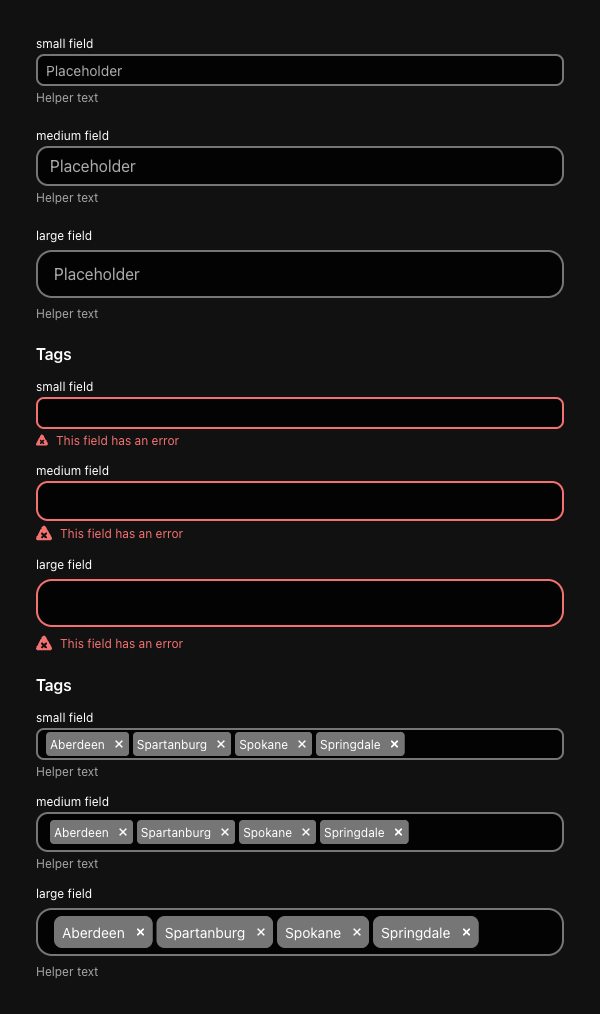 small field
Placeholder
Helper text
medium field
Placeholder
Helper text
large field
Placeholder
Helper text
Tags
small field
This field has an error
medium field
This field has an error
large field
This field has an error
Tags
small field
Aberdeen × Spartanburg × Spokane × Springdale ×
Helper text
medium field
Aberdeen × Spartanburg × Spokane × Springdale ×
Helper text
large field
Aberdeen × Spartanburg × Spokane × Springdale ×
Helper text